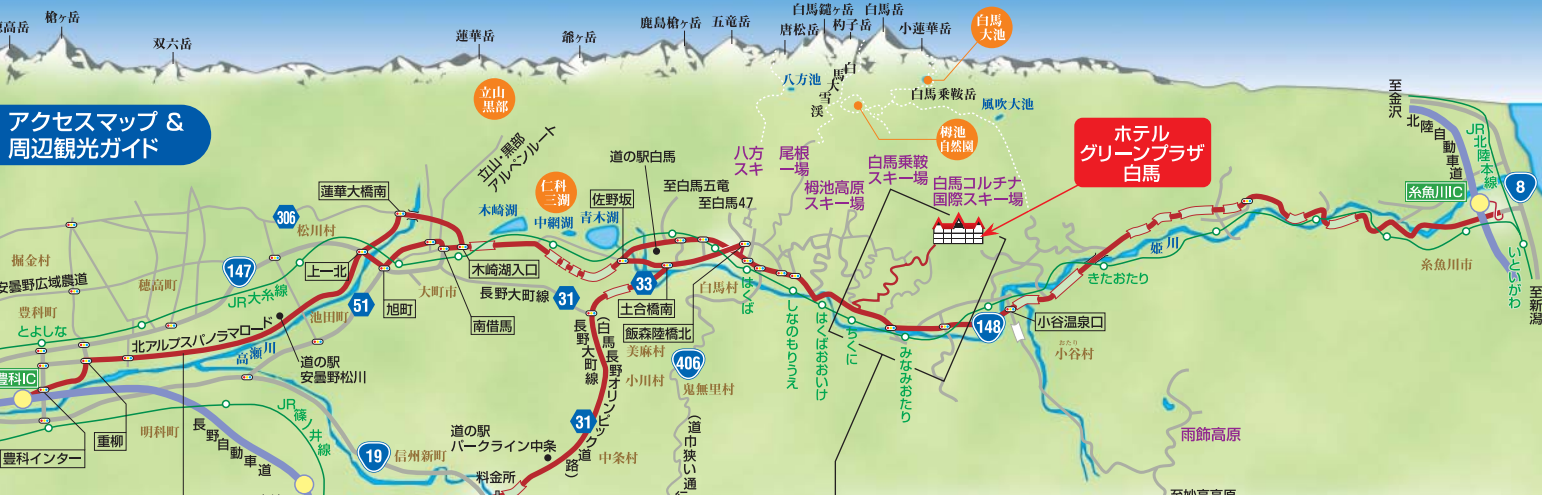 槍ヶ岳
双六岳
蓮華岳
爺ヶ岳
鹿島槍ヶ岳
五竜岳
唐松岳
白馬鑓ヶ岳
杓子岳
白馬岳
小蓮華岳
白馬
大池
アクセスマップ &
周辺観光ガイド
立山
黒部
八方池
白馬大雪渓
白馬乗鞍岳
風吹大池
栂池
自然園
立山・黒部
アルペンルート
道の駅白馬
八方 尾根
スキー場
白馬乗鞍
スキー場
栂池高原
スキー場
白馬コルチナ
国際スキー場
ホテル
グリーンプラザ
白馬
至金沢
北陸自動車道
JR北陸本線
糸魚川IC
8
蓮華大橋南
仁科
三湖
佐野坂
至白馬五竜
至白馬47
306
松川村
木崎湖
中綱湖
青木湖
堀金村
安曇野広域農道
147
穂高町
JR大糸線
上一北
木崎湖入口
長野大町線
31
33
51
旭町
大町市
南借馬
土合橋南
飯森陸橋北
白馬村
はくば
しなのもりうえ
はくばおおいけ
ちくに
みなみおたり
148
小谷温泉口
おたり
小谷村
きたおたり
姫川
糸魚川市
いといがわ
至新潟
豊科町
とよしな
池田町
北アルプスパノラマロード
高瀬川
道の駅
安曇野松川
豊科IC
長野大町線
(白馬長野オリンピック道路)
美麻村
小川村
406
鬼無里村
(道巾狭い通
明科町
重柳
豊科インター
長野自動車道
JR篠ノ井線
19
信州新町
道の駅
パークライン中条
31
中条村
料金所
雨飾高原
至妙高高原